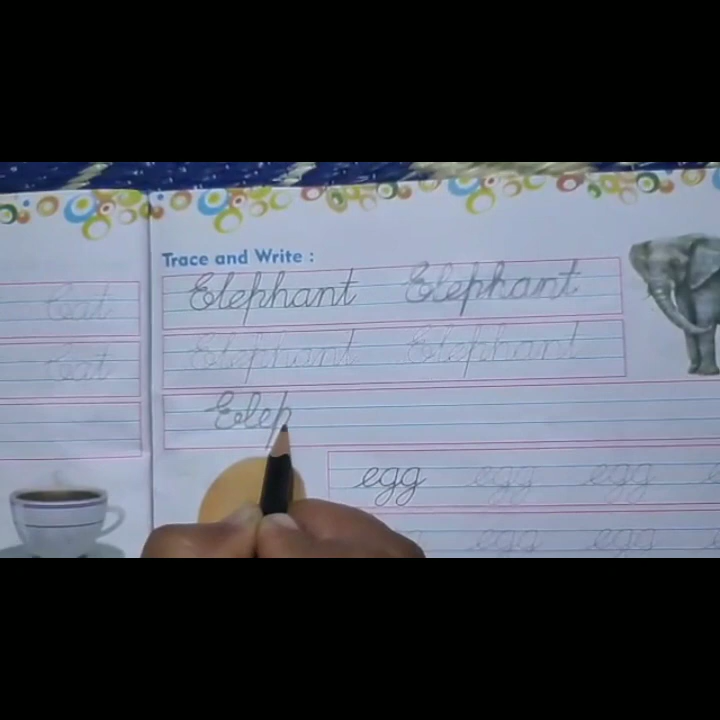 Trace and Write :
Elephant Elephant
Cat Elephant Elephant
Cat
Elep
egg egg egg
egg egg